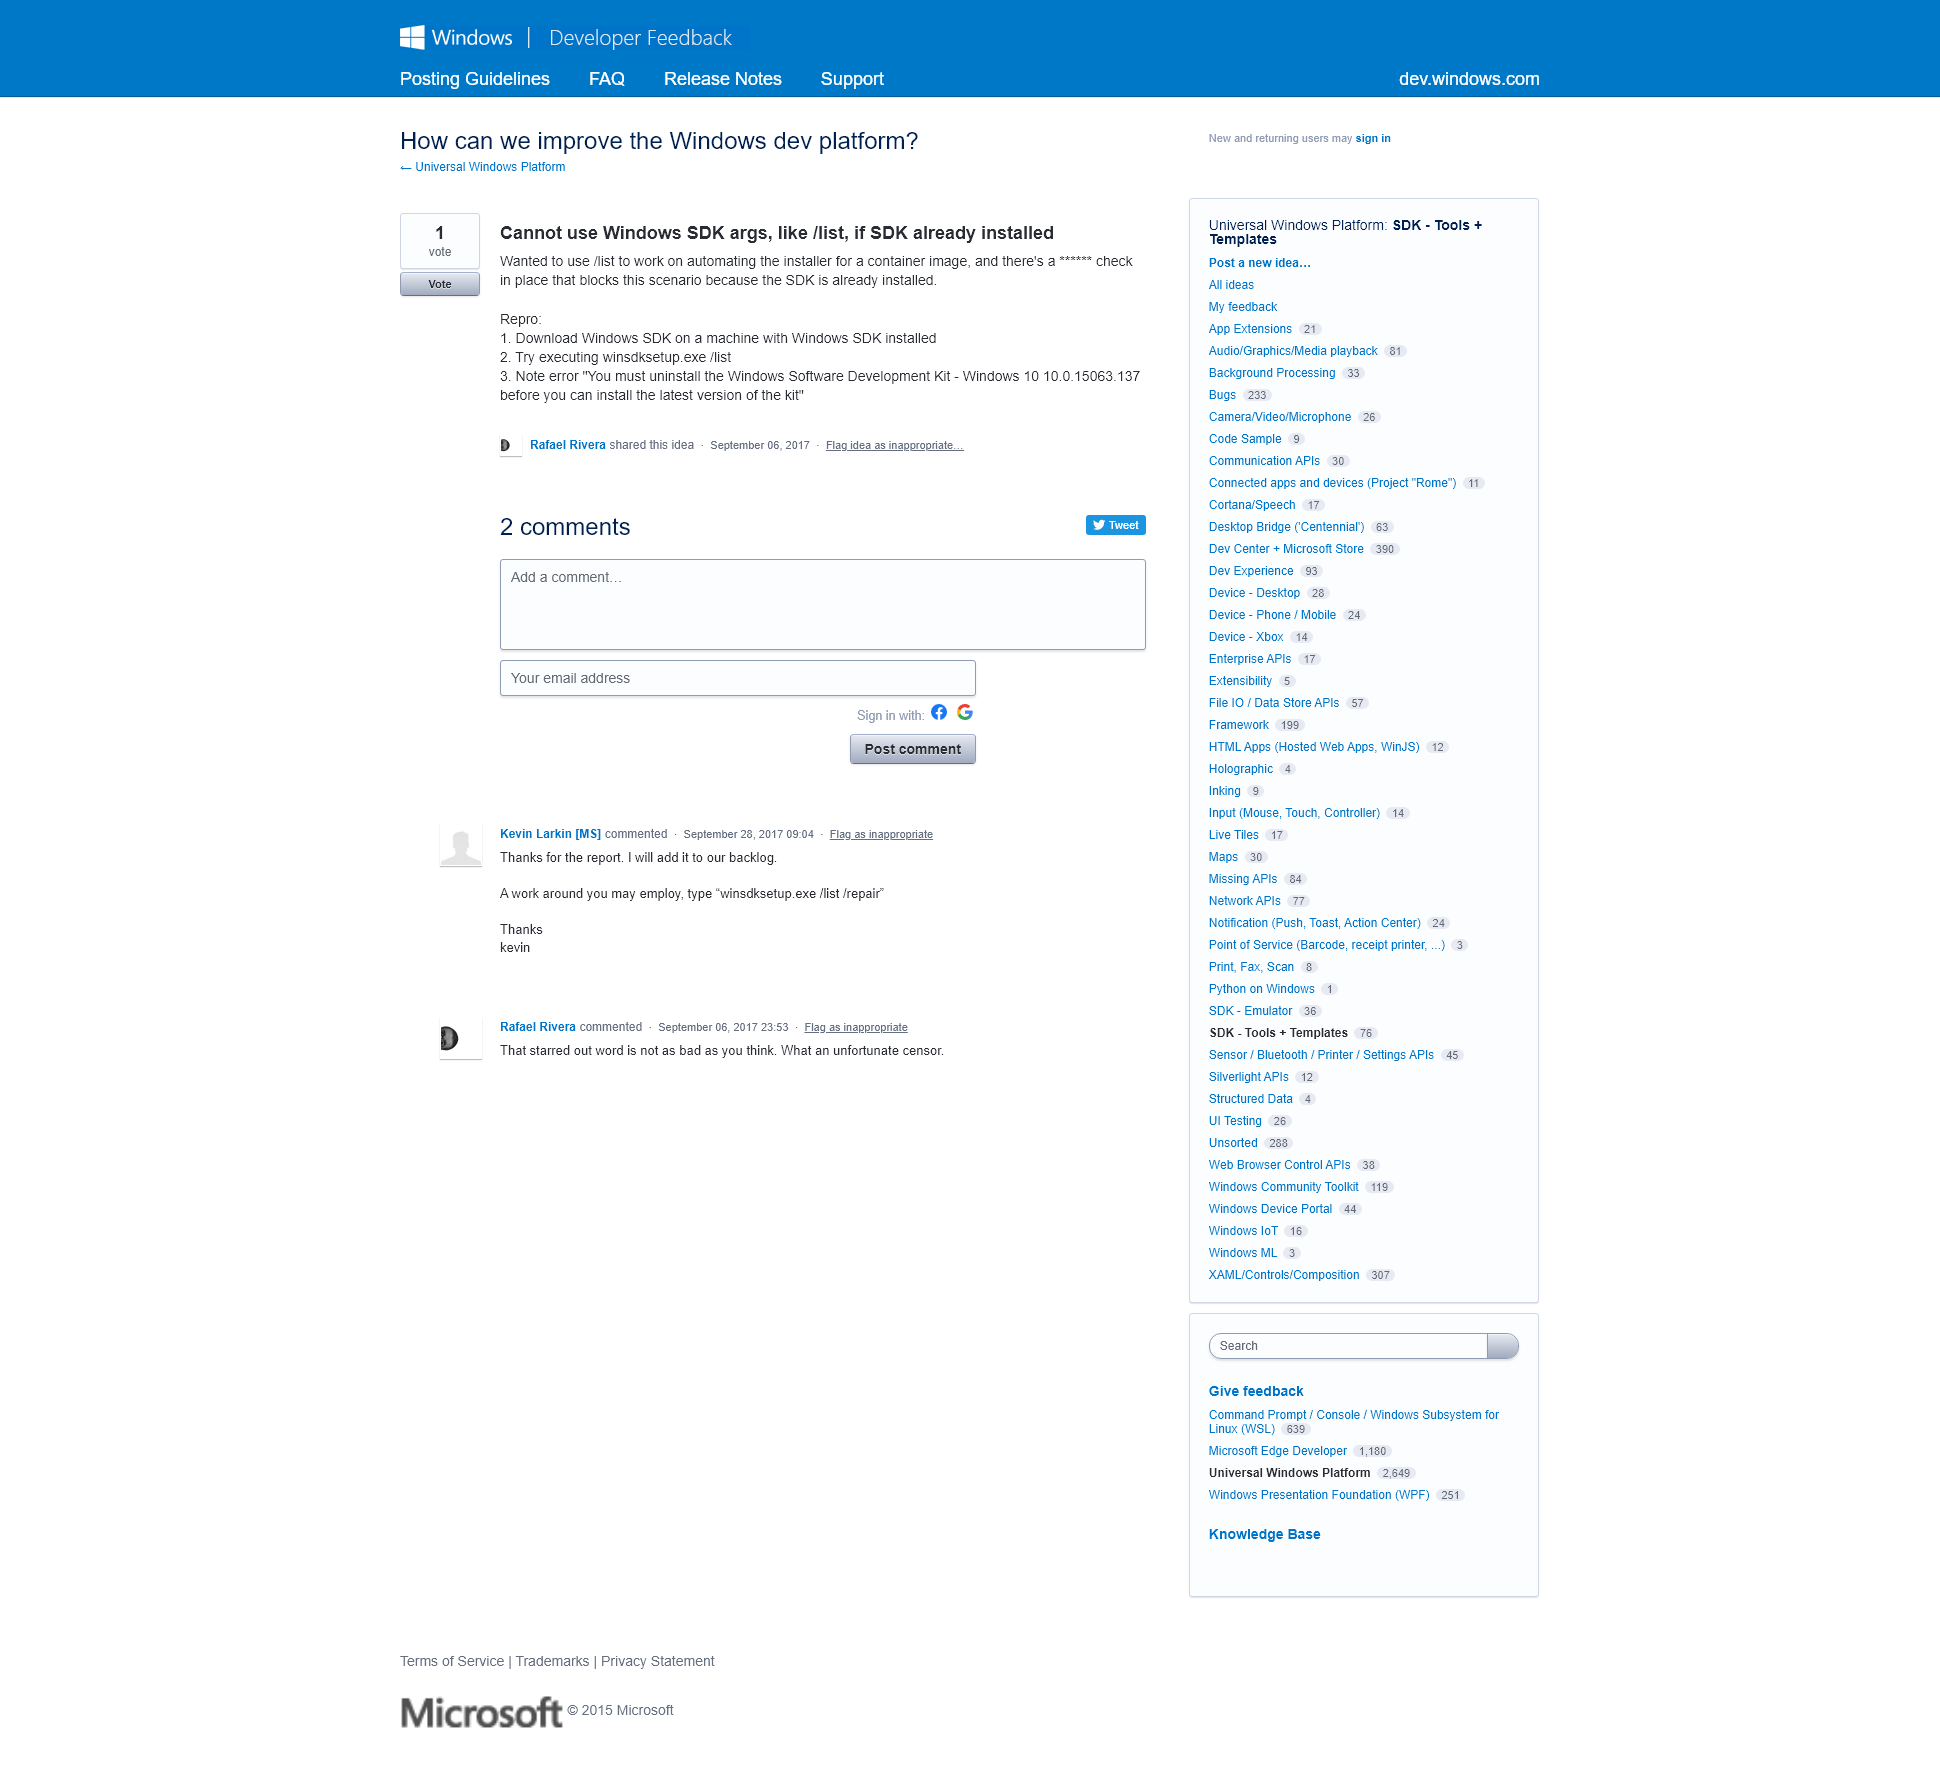 Windows | Developer Feedback
Posting Guidelines FAQ Release Notes Support dev.windows.com
How can we improve the Windows dev platform?
← Universal Windows Platform
New and returning users may sign in
1
vote
Vote
Cannot use Windows SDK args, like /list, if SDK already installed
Wanted to use /list to work on automating the installer for a container image, and there's a ****** check
in place that blocks this scenario because the SDK is already installed.
Repro:
1. Download Windows SDK on a machine with Windows SDK installed
2. Try executing winsdksetup.exe /list
3. Note error "You must uninstall the Windows Software Development Kit - Windows 10 10.0.15063.137
before you can install the latest version of the kit"
Rafael Rivera shared this idea · September 06, 2017 · Flag idea as inappropriate…
2 comments
Tweet
Add a comment…
Your email address
Sign in with:
Post comment
Kevin Larkin [MS] commented · September 28, 2017 09:04 · Flag as inappropriate
Thanks for the report. I will add it to our backlog.
A work around you may employ, type “winsdksetup.exe /list /repair”
Thanks
kevin
Rafael Rivera commented · September 06, 2017 23:53 · Flag as inappropriate
That starred out word is not as bad as you think. What an unfortunate censor.
Universal Windows Platform: SDK - Tools +
Templates
Post a new idea…
All ideas
My feedback
App Extensions 21
Audio/Graphics/Media playback 81
Background Processing 33
Bugs 233
Camera/Video/Microphone 26
Code Sample 9
Communication APIs 30
Connected apps and devices (Project "Rome") 11
Cortana/Speech 17
Desktop Bridge ('Centennial') 63
Dev Center + Microsoft Store 390
Dev Experience 93
Device - Desktop 28
Device - Phone / Mobile 24
Device - Xbox 14
Enterprise APIs 17
Extensibility 5
File IO / Data Store APIs 57
Framework 199
HTML Apps (Hosted Web Apps, WinJS) 12
Holographic 4
Inking 9
Input (Mouse, Touch, Controller) 14
Live Tiles 17
Maps 30
Missing APIs 84
Network APIs 77
Notification (Push, Toast, Action Center) 24
Point of Service (Barcode, receipt printer, ...) 3
Print, Fax, Scan 8
Python on Windows 1
SDK - Emulator 36
SDK - Tools + Templates 76
Sensor / Bluetooth / Printer / Settings APIs 45
Silverlight APIs 12
Structured Data 4
UI Testing 26
Unsorted 288
Web Browser Control APIs 38
Windows Community Toolkit 119
Windows Device Portal 44
Windows IoT 16
Windows ML 3
XAML/Controls/Composition 307
Search
Give feedback
Command Prompt / Console / Windows Subsystem for
Linux (WSL) 639
Microsoft Edge Developer 1,180
Universal Windows Platform 2,649
Windows Presentation Foundation (WPF) 251
Knowledge Base
Terms of Service | Trademarks | Privacy Statement
Microsoft © 2015 Microsoft